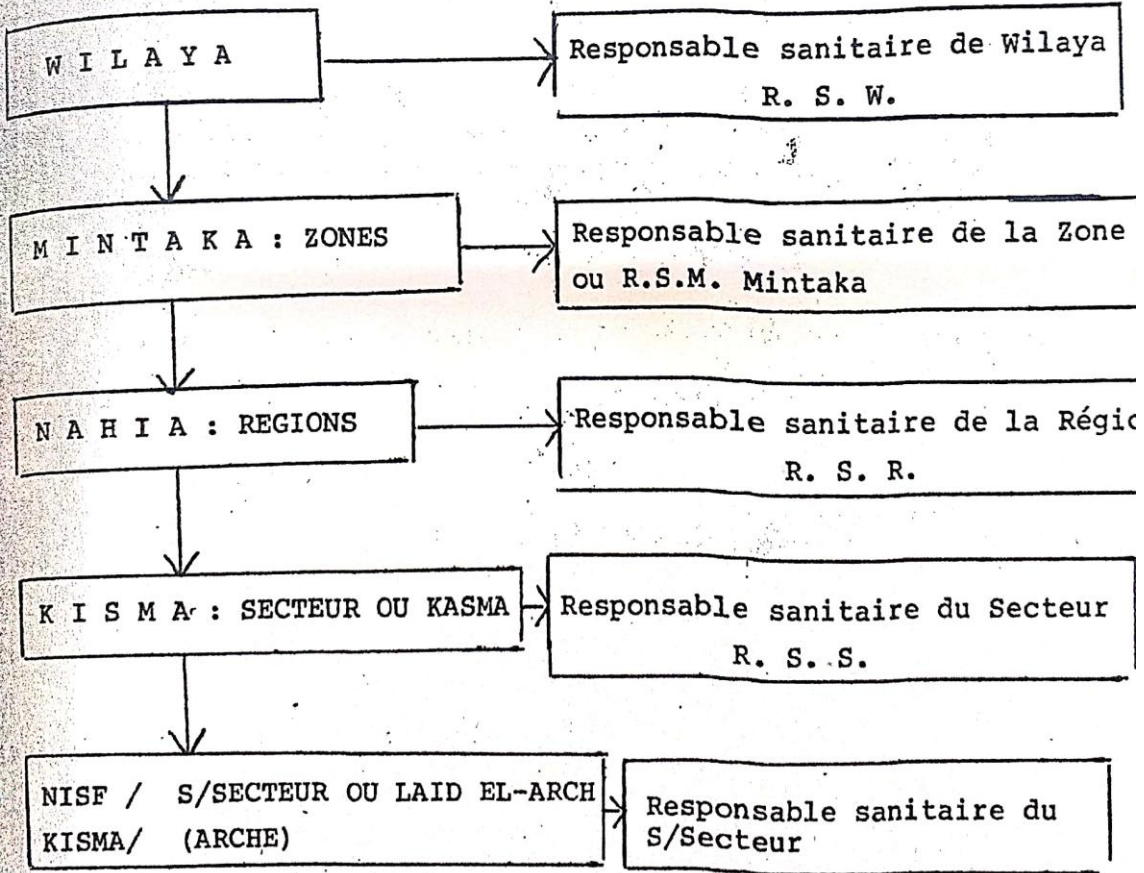 W I L A Y A
Responsable sanitaire de Wilaya
R. S. W.
M I N T A K A : ZONES
Responsable sanitaire de la Zone
ou R.S.M. Mintaka
N A H I A : REGIONS
Responsable sanitaire de la Régio
R. S. R.
K I S M A : SECTEUR OU KASMA
Responsable sanitaire du Secteur
R. S. S.
NISF / S/SECTEUR OU LAID EL-ARCH
KISMA/ (ARCHE)
Responsable sanitaire du
S/Secteur